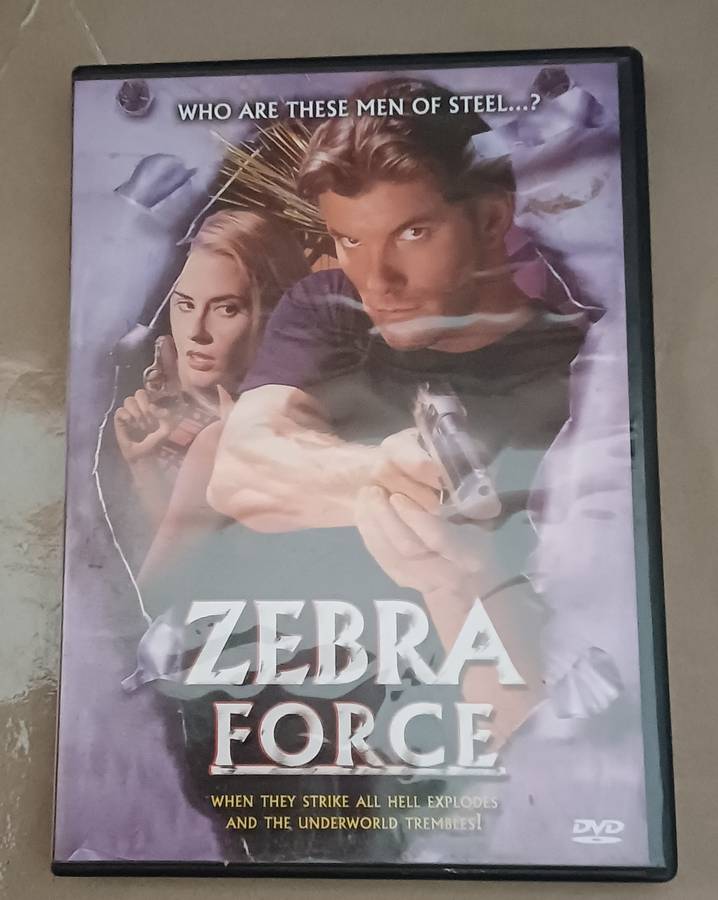 WHO ARE THESE MEN OF STEEL...?
ZEBRA
FORCE
WHEN THEY STRIKE ALL HELL EXPLODES
AND THE UNDERWORLD TREMBLES!
DVD